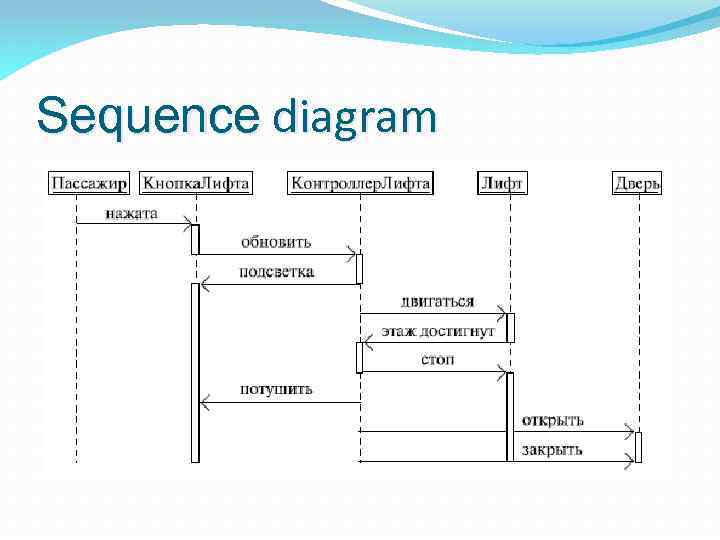 Sequence diagram
Пассажир КнопкаЛифта КонтроллерЛифта Лифт Дверь
нажата
обновить
подсветка
двигаться
этаж достигнут
стоп
потушить
открыть
закрыть